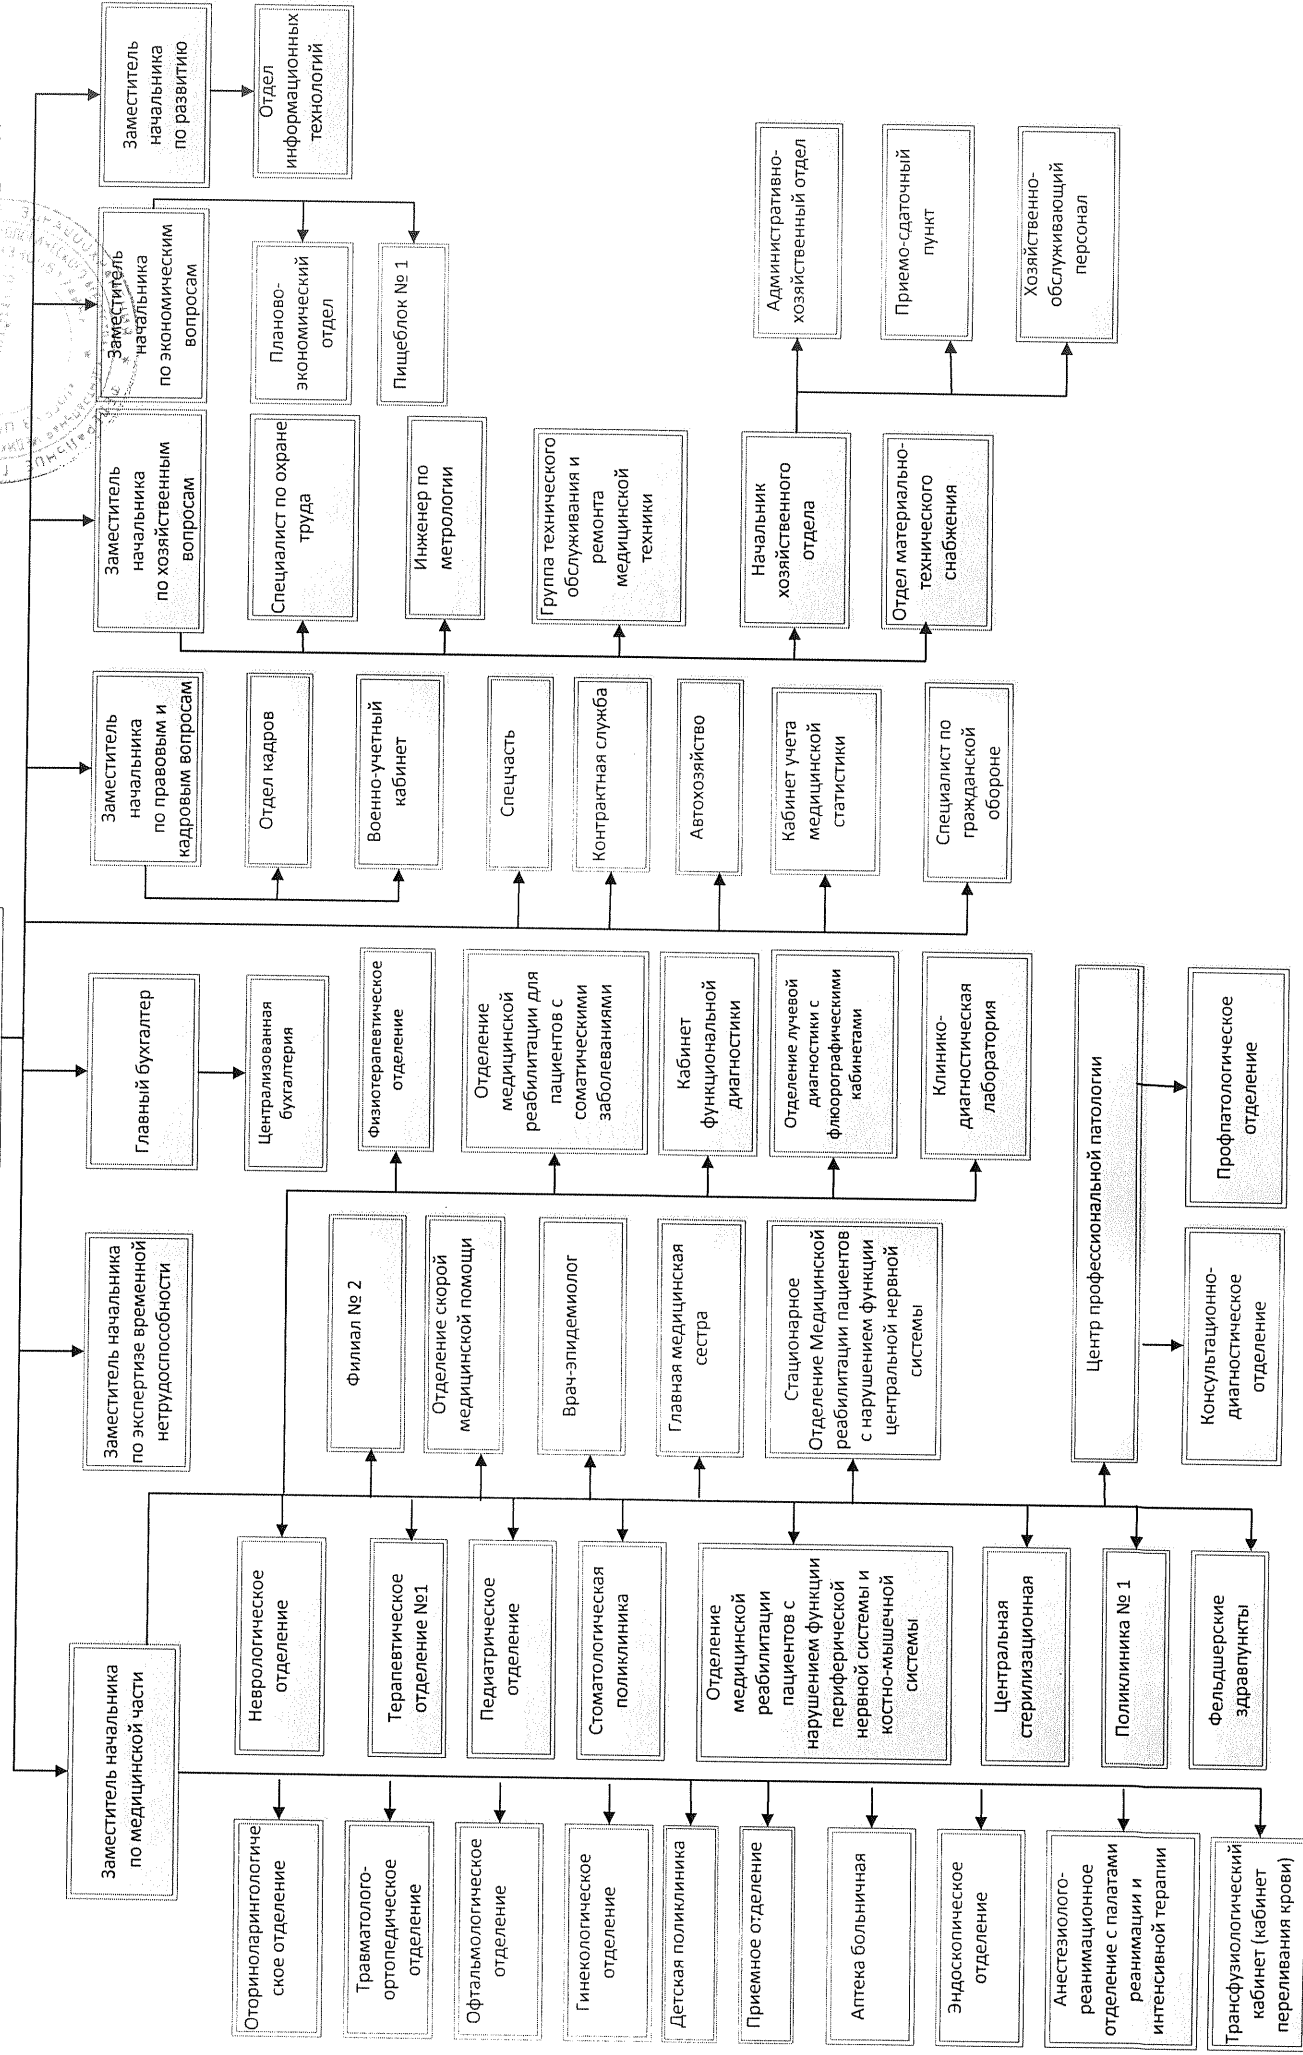 Заместитель начальника
по медицинской части
Заместитель начальника
по экспертизе временной
нетрудоспособности
Главный бухгалтер
Заместитель
начальника
по правовым и
кадровым вопросам
Заместитель
начальника
по хозяйственным
вопросам
Заместитель
начальника
по экономическим
вопросам
Заместитель
начальника
по развитию
Оториноларингологиче
ское отделение
Травматолого-
ортопедическое
отделение
Офтальмологическое
отделение
Гинекологическое
отделение
Детская поликлиника
Приемное отделение
Аптека больничная
Эндоскопическое
отделение
Анестезиолого-
реанимационное
отделение с палатами
реанимации и
интенсивной терапии
Трансфузиологический
кабинет (кабинет
переливания крови)
Неврологическое
отделение
Терапевтическое
отделение №1
Педиатрическое
отделение
Стоматологическая
поликлиника
Отделение
медицинской
реабилитации
пациентов с
нарушением функции
периферической
нервной системы и
костно-мышечной
системы
Центральная
стерилизационная
Поликлиника № 1
Фельдшерские
здравпункты
Филиал № 2
Отделение скорой
медицинской помощи
Врач-эпидемиолог
Главная медицинская
сестра
Стационарное
Отделение Медицинской
реабилитации пациентов
с нарушением функции
центральной нервной
системы
Центр профессиональной патологии
Консультационно-
диагностическое
отделение
Профпатологическое
отделение
Централизованная
бухгалтерия
Физиотерапевтическое
отделение
Отделение
медицинской
реабилитации для
пациентов с
соматическими
заболеваниями
Кабинет
функциональной
диагностики
Отделение лучевой
диагностики с
флюорографическими
кабинетами
Клинико-
диагностическая
лаборатория
Отдел кадров
Военно-учетный
кабинет
Спецчасть
Контрактная служба
Автохозяйство
Кабинет учета
медицинской
статистики
Специалист по
гражданской
обороне
Специалист по охране
труда
Инженер по
метрологии
Группа технического
обслуживания и
ремонта
медицинской
техники
Начальник
хозяйственного
отдела
Отдел материально-
технического
снабжения
Планово-
экономический
отдел
Пищеблок № 1
Административно-
хозяйственный отдел
Приемо-сдаточный
пункт
Хозяйственно-
обслуживающий
персонал
Отдел
информационных
технологий